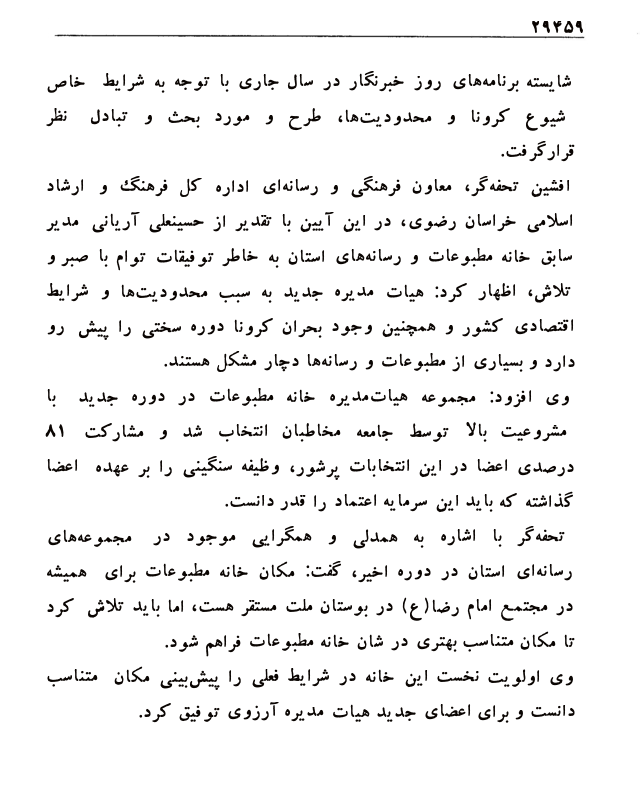 ۲۹۴۵۹
شایسته برنامه‌های روز خبرنگار در سال جاری با توجه به شرایط خاص
شیوع کرونا و محدودیت‌ها، طرح و مورد بحث و تبادل نظر
قرارگرفت.
افشین تحفه‌گر، معاون فرهنگی و رسانه‌ای اداره کل فرهنگ و ارشاد
اسلامی خراسان رضوی، در این آیین با تقدیر از حسینعلی آریانی مدیر
سابق خانه مطبوعات و رسانه‌های استان به خاطر توفیقات توام با صبر و
تلاش، اظهار کرد: هیات مدیره جدید به سبب محدودیت‌ها و شرایط
اقتصادی کشور و همچنین وجود بحران کرونا دوره سختی را پیش رو
دارد و بسیاری از مطبوعات و رسانه‌ها دچار مشکل هستند.
وی افزود: مجموعه هیات‌مدیره خانه مطبوعات در دوره جدید با
مشروعیت بالا توسط جامعه مخاطبان انتخاب شد و مشارکت ۸۱
درصدی اعضا در این انتخابات پرشور، وظیفه سنگینی را بر عهده اعضا
گذاشته که باید این سرمایه اعتماد را قدر دانست.
تحفه‌گر با اشاره به همدلی و همگرایی موجود در مجموعه‌های
رسانه‌ای استان در دوره اخیر، گفت: مکان خانه مطبوعات برای همیشه
در مجتمع امام رضا(ع) در بوستان ملت مستقر هست، اما باید تلاش کرد
تا مکان متناسب بهتری در شان خانه مطبوعات فراهم شود.
وی اولویت نخست این خانه در شرایط فعلی را پیش‌بینی مکان متناسب
دانست و برای اعضای جدید هیات مدیره آرزوی توفیق کرد.